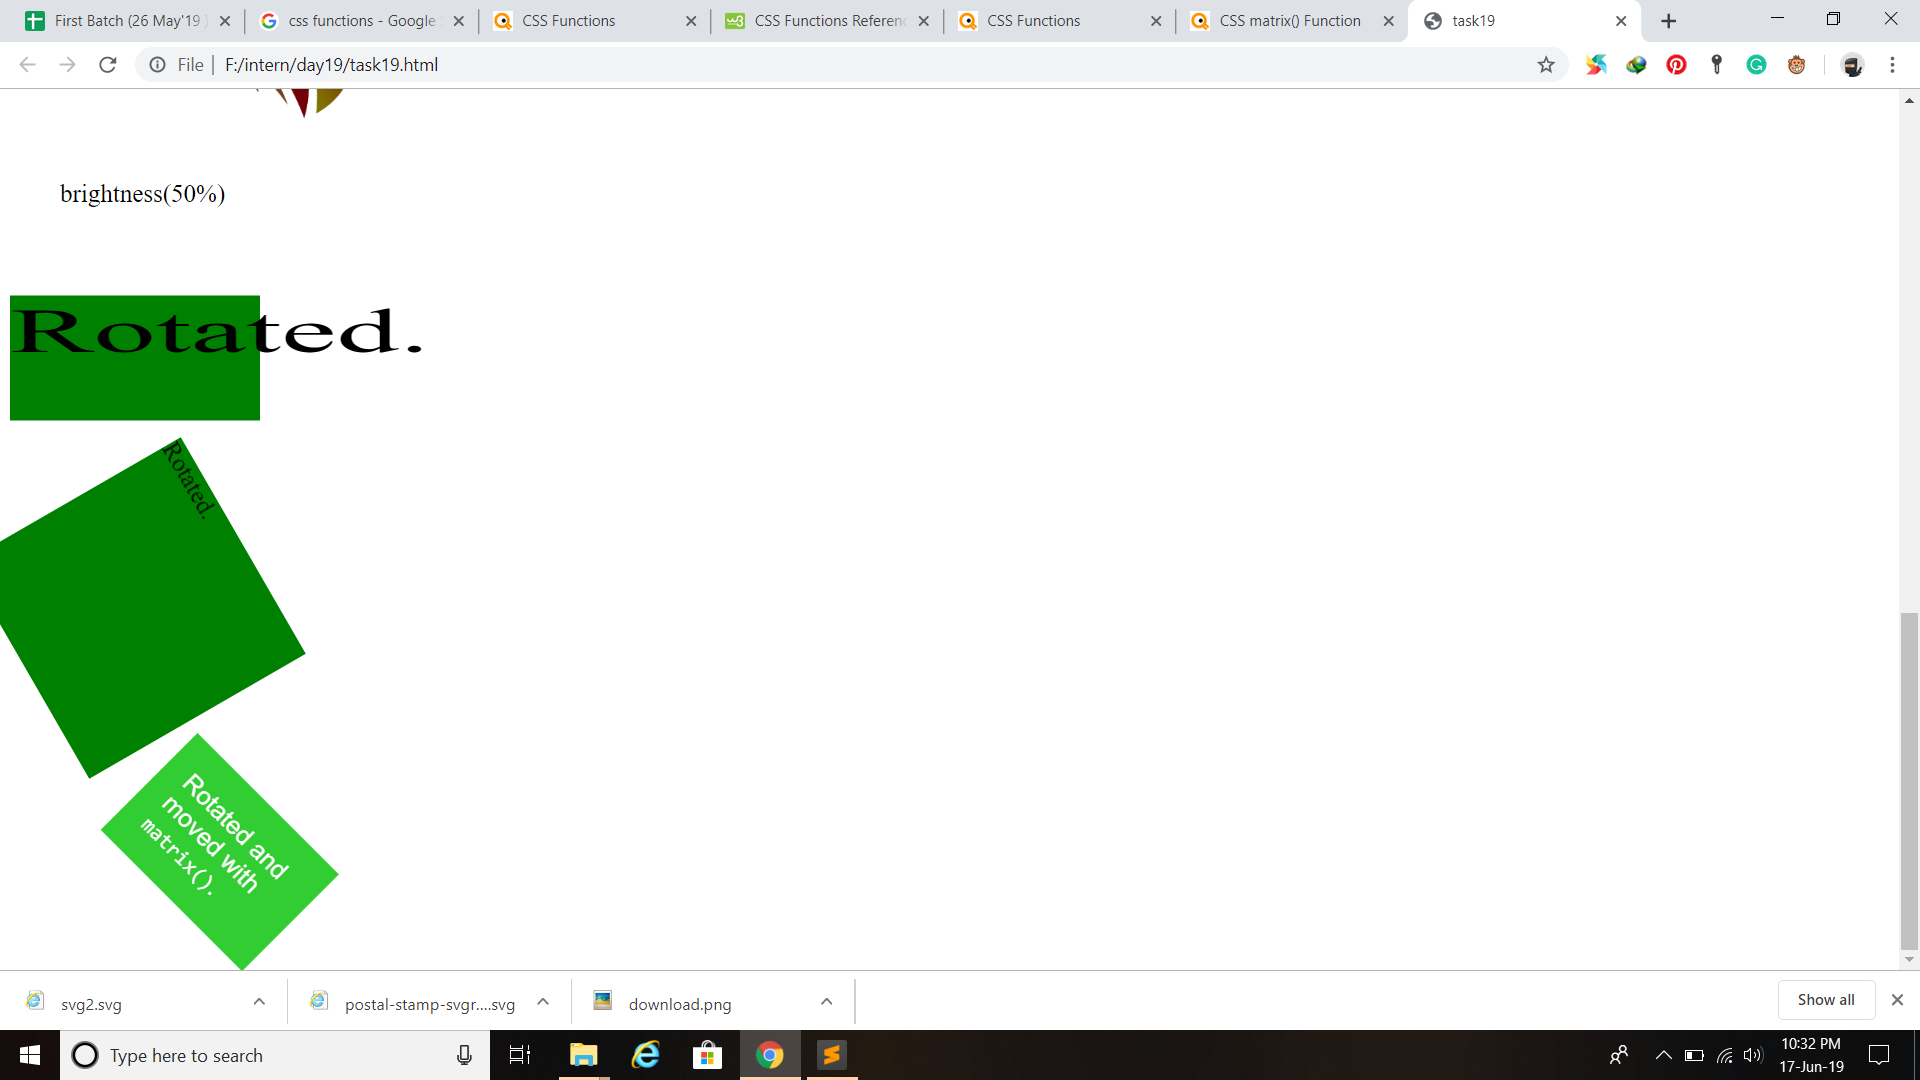 First Batch (26 May'19
css functions - Google
CSS Functions
CSS Functions Referen
CSS Functions
CSS matrix() Function
task19
File
F:/intern/day19/task19.html
brightness(50%)
Rotated.
Rotated.
Rotated and
moved with
matrix().
svg2.svg
postal-stamp-svgr....svg
download.png
Show all
Type here to search
10:32 PM
17-Jun-19